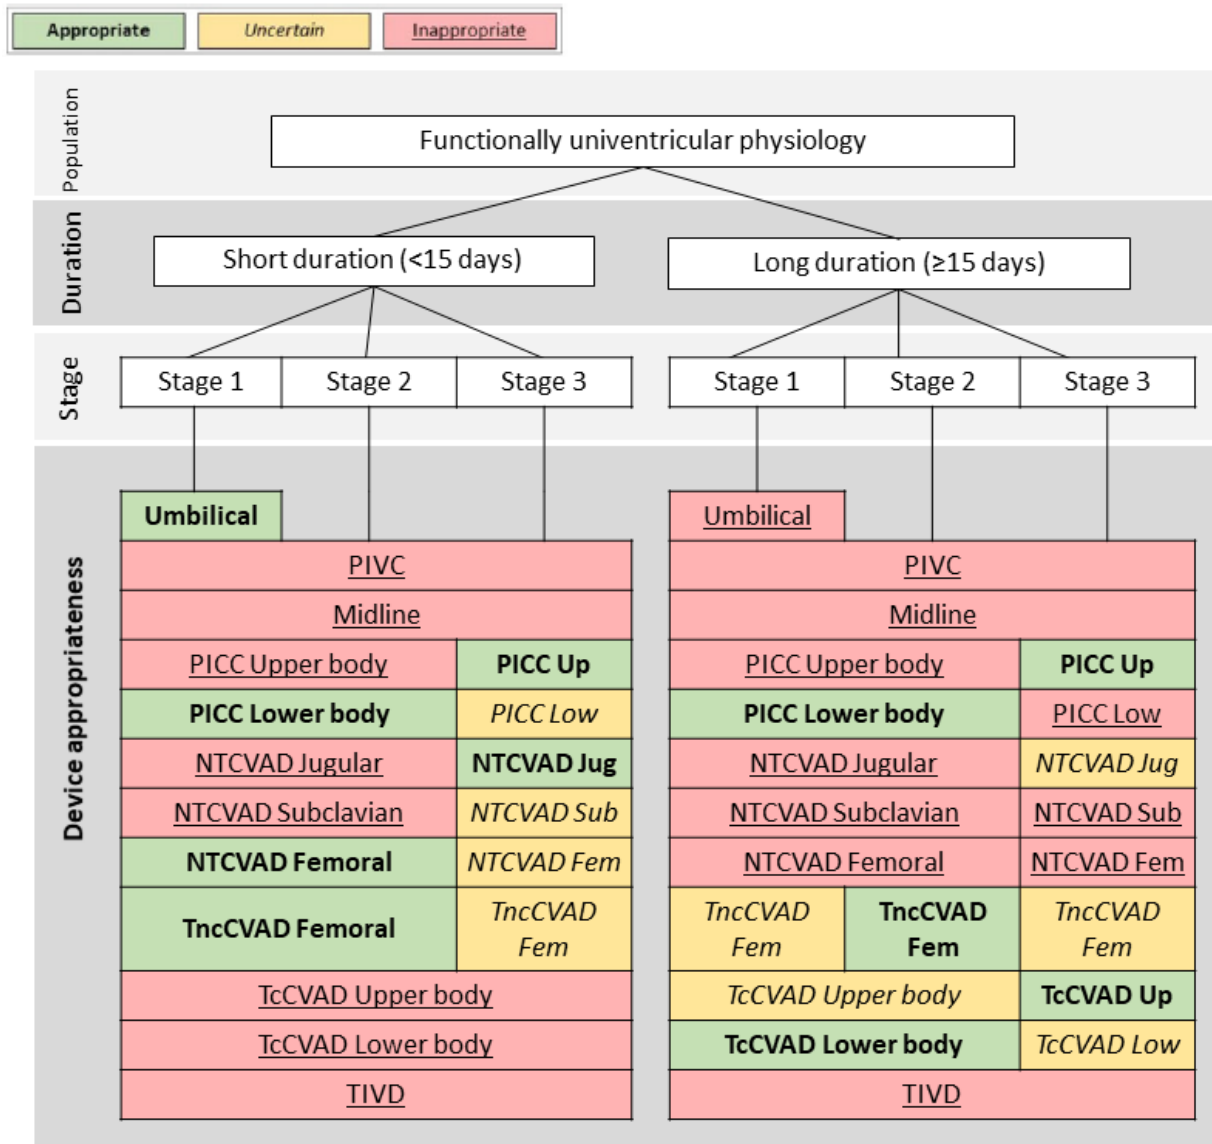 Appropriate Uncertain Inappropriate
Population
Functionally univentricular physiology
Duration
Short duration (<15 days) Long duration (≥15 days)
Stage
Stage 1 Stage 2 Stage 3 Stage 1 Stage 2 Stage 3
Device appropriateness
Umbilical Umbilical
PIVC PIVC
Midline Midline
PICC Upper body PICC Up PICC Upper body PICC Up
PICC Lower body PICC Low PICC Lower body PICC Low
NTCVAD Jugular NTCVAD Jug NTCVAD Jugular NTCVAD Jug
NTCVAD Subclavian NTCVAD Sub NTCVAD Subclavian NTCVAD Sub
NTCVAD Femoral NTCVAD Fem NTCVAD Femoral NTCVAD Fem
TncCVAD Femoral TncCVAD Fem TncCVAD Fem TncCVAD Fem TncCVAD Fem
TcCVAD Upper body TcCVAD Upper body TcCVAD Up
TcCVAD Lower body TcCVAD Lower body TcCVAD Low
TIVD TIVD